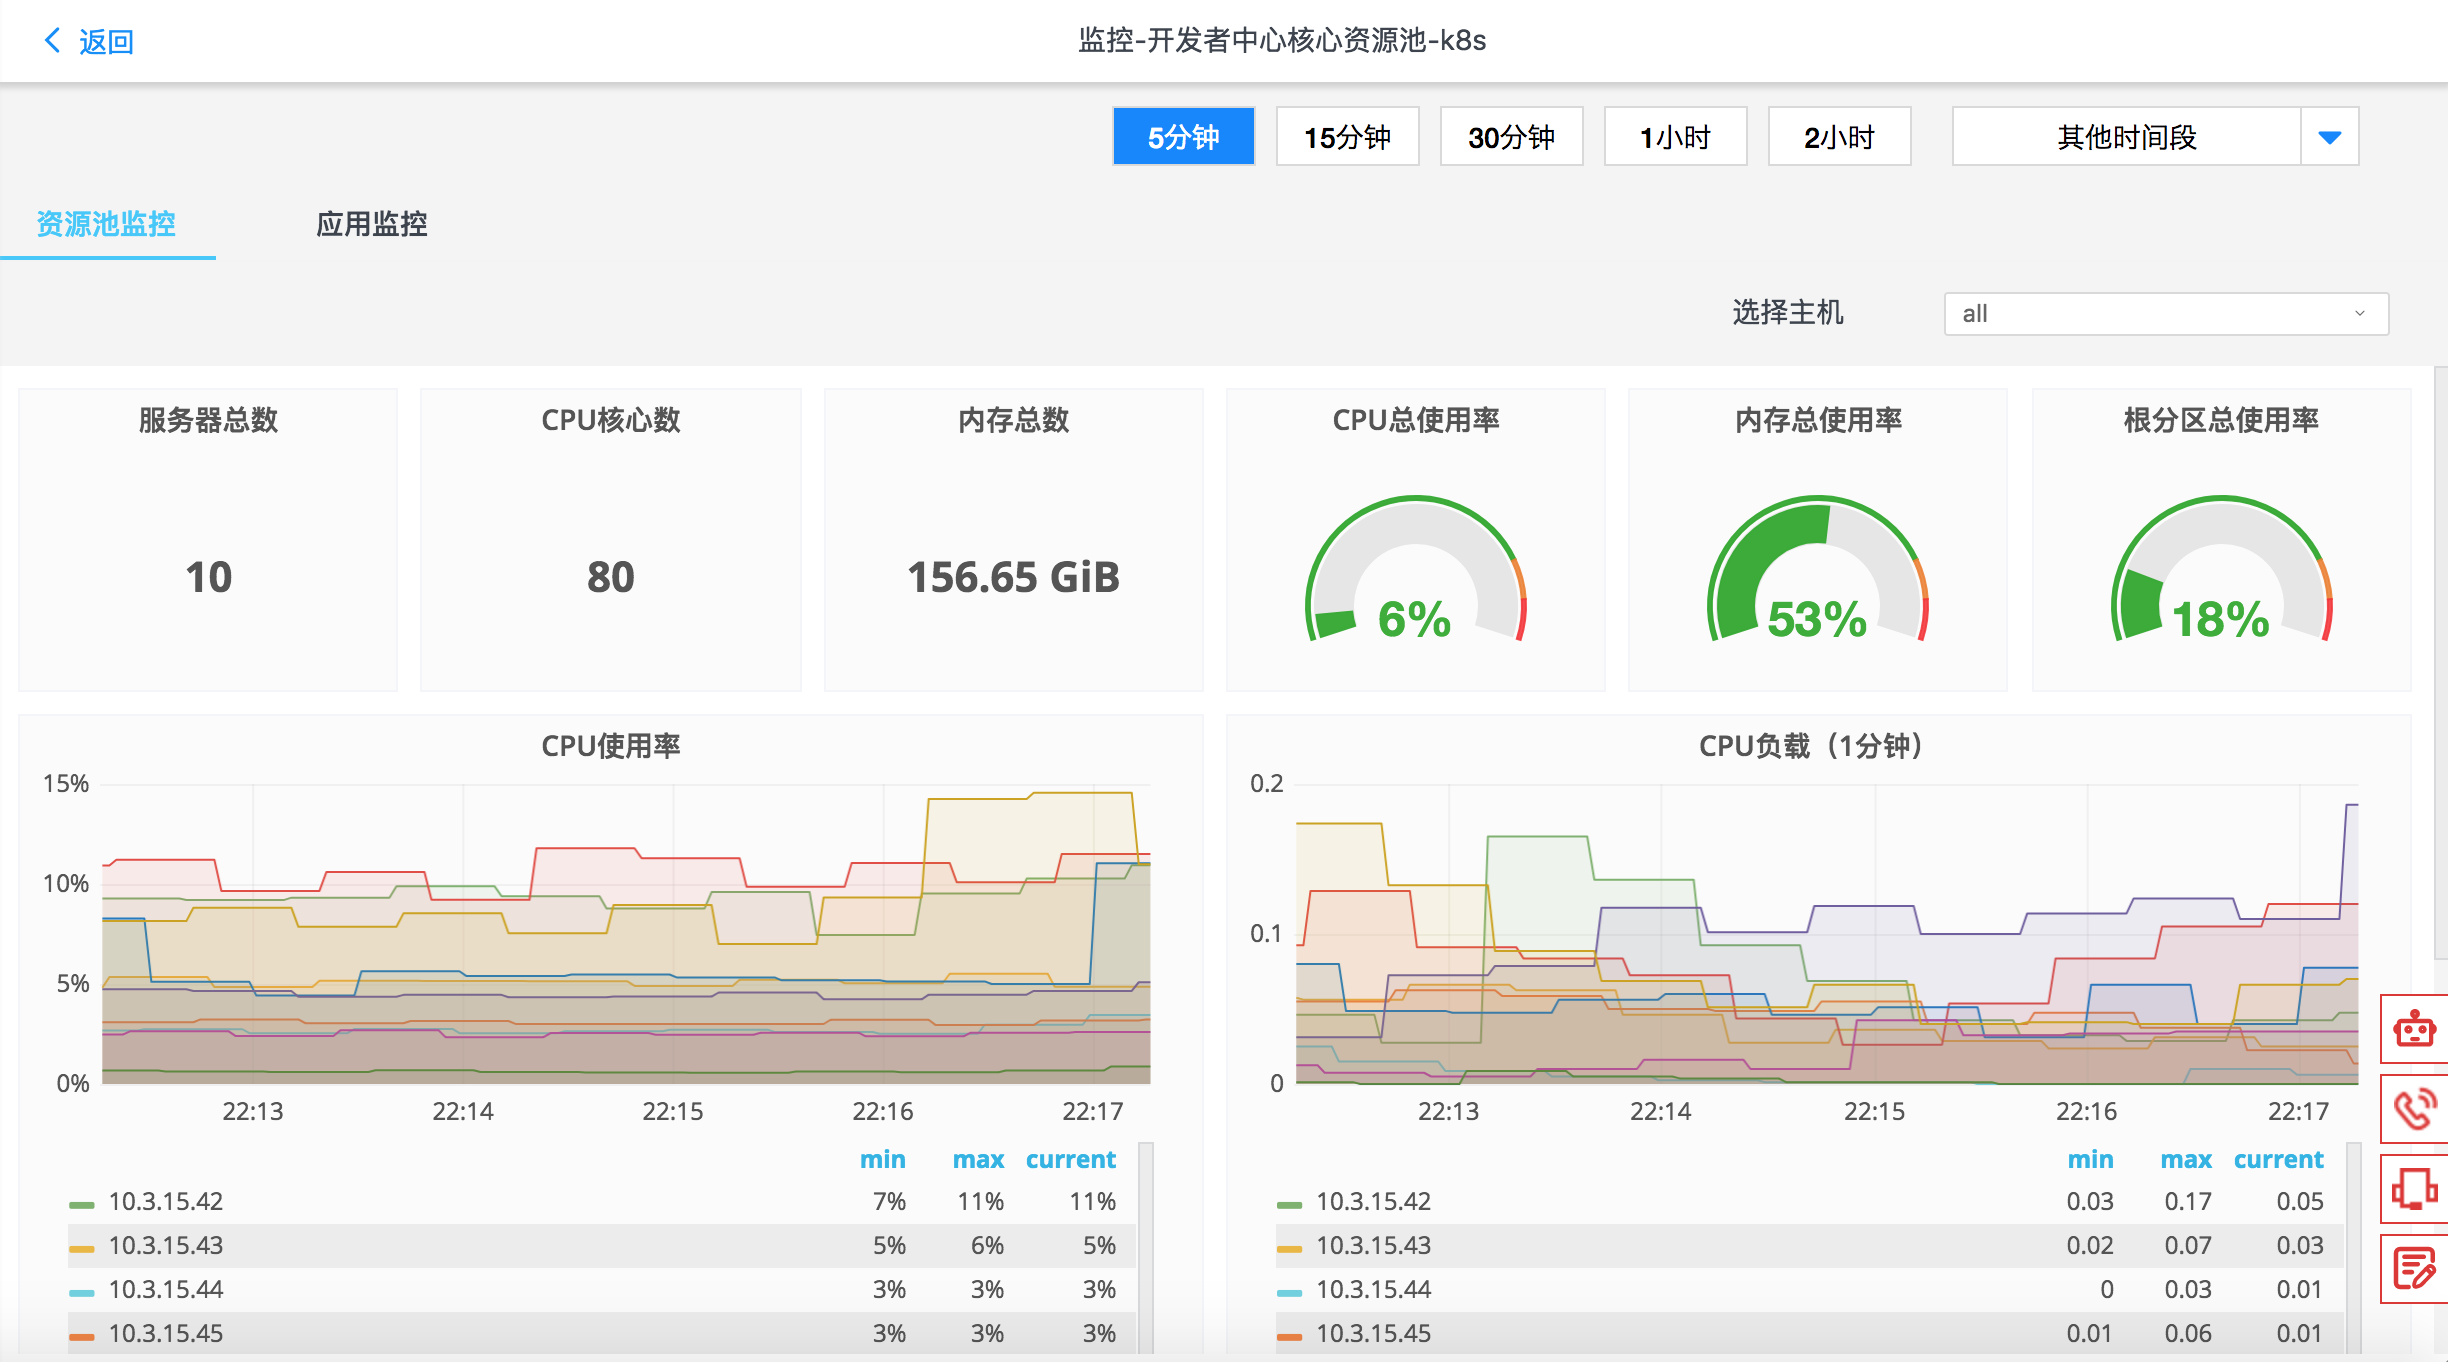 返回
监控-开发者中心核心资源池-k8s
5分钟 15分钟 30分钟 1小时 2小时 其他时间段
资源池监控 应用监控
选择主机 all
服务器总数 CPU核心数 内存总数 CPU总使用率 内存总使用率 根分区总使用率
10 80 156.65 GiB 6% 53% 18%
CPU使用率
15%
10%
5%
0%
22:13 22:14 22:15 22:16 22:17
min max current
10.3.15.42 7% 11% 11%
10.3.15.43 5% 6% 5%
10.3.15.44 3% 3% 3%
10.3.15.45 3% 3% 3%
CPU负载（1分钟）
0.2
0.1
0
22:13 22:14 22:15 22:16 22:17
min max current
10.3.15.42 0.03 0.17 0.05
10.3.15.43 0.02 0.07 0.03
10.3.15.44 0 0.03 0.01
10.3.15.45 0.01 0.06 0.01